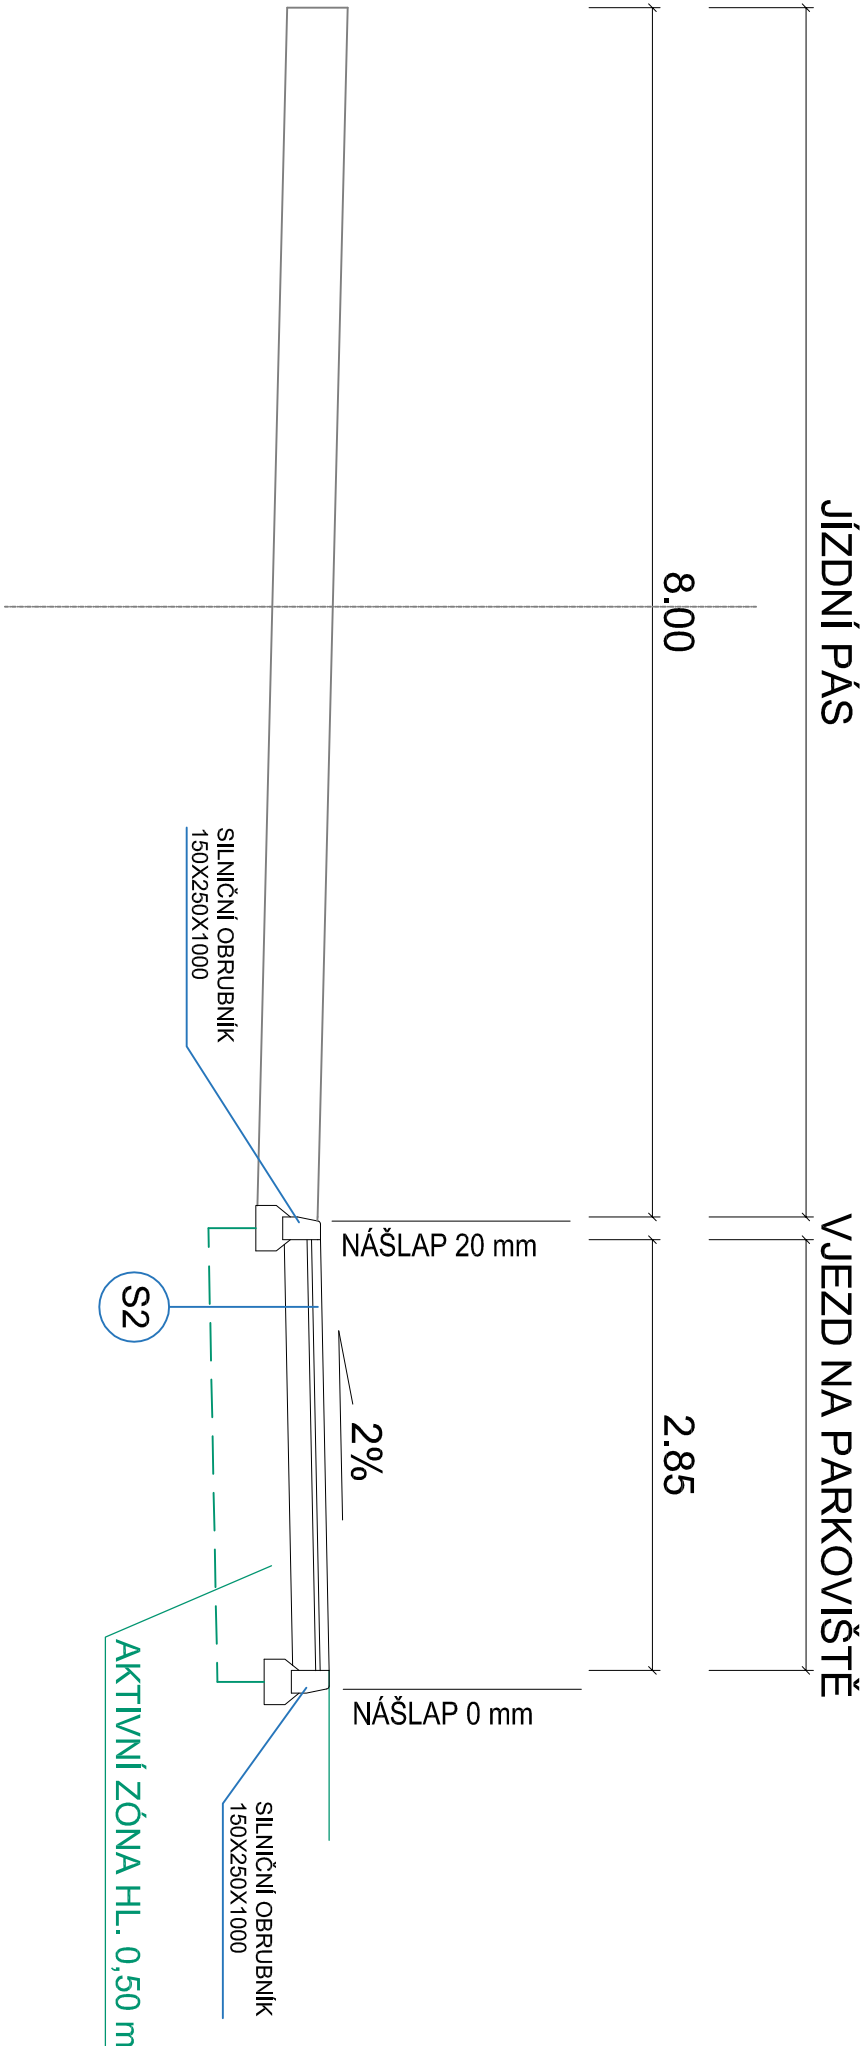 JÍZDNÍ PÁS
VJEZD NA PARKOVIŠTĚ
8.00
2.85
NÁŠLAP 20 mm
2%
NÁŠLAP 0 mm
SILNIČNÍ OBRUBNÍK
150X250X1000
S2
SILNIČNÍ OBRUBNÍK
150X250X1000
AKTIVNÍ ZÓNA HL. 0,50 m